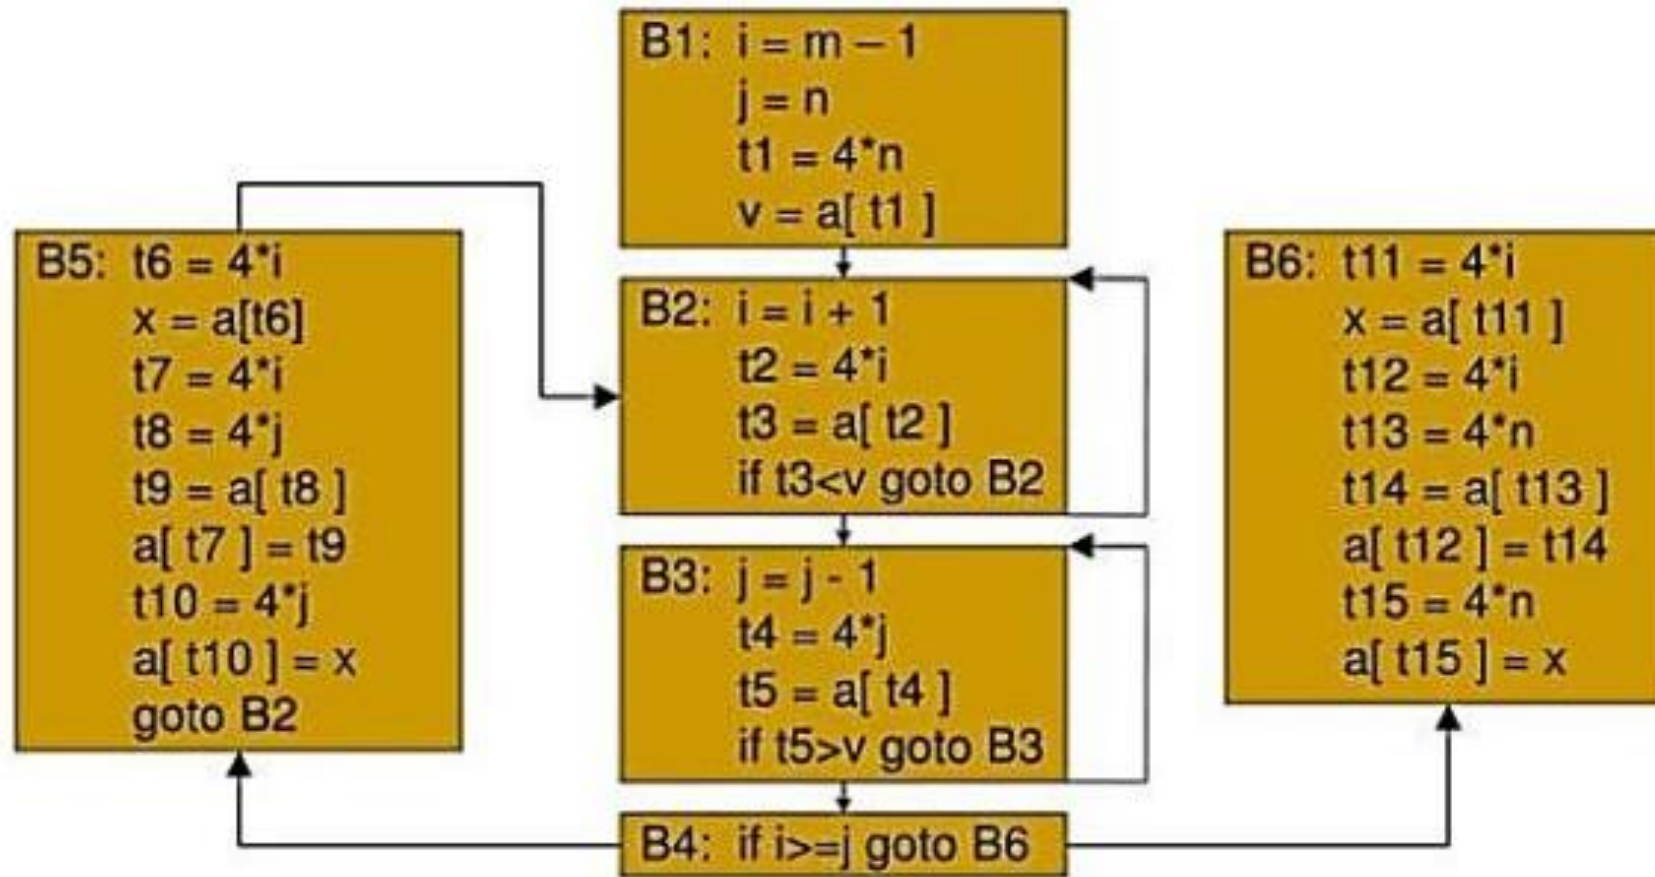 B1: i = m – 1
j = n
t1 = 4*n
v = a[ t1 ]
B5: t6 = 4*i
x = a[t6]
t7 = 4*i
t8 = 4*j
t9 = a[ t8 ]
a[ t7 ] = t9
t10 = 4*j
a[ t10 ] = x
goto B2
B2: i = i + 1
t2 = 4*i
t3 = a[ t2 ]
if t3<v goto B2
B3: j = j - 1
t4 = 4*j
t5 = a[ t4 ]
if t5>v goto B3
B4: if i>=j goto B6
B6: t11 = 4*i
x = a[ t11 ]
t12 = 4*i
t13 = 4*n
t14 = a[ t13 ]
a[ t12 ] = t14
t15 = 4*n
a[ t15 ] = x